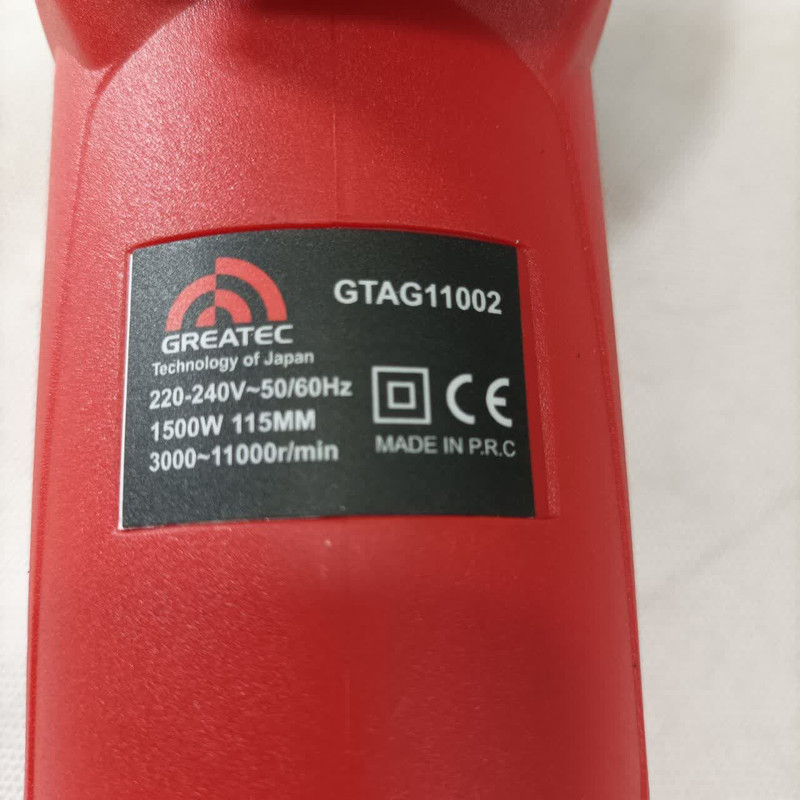 GTAG11002
GREATEC
Technology of Japan
220-240V~50/60Hz
1500W 115MM
3000~11000r/min
CE
MADE IN P.R.C